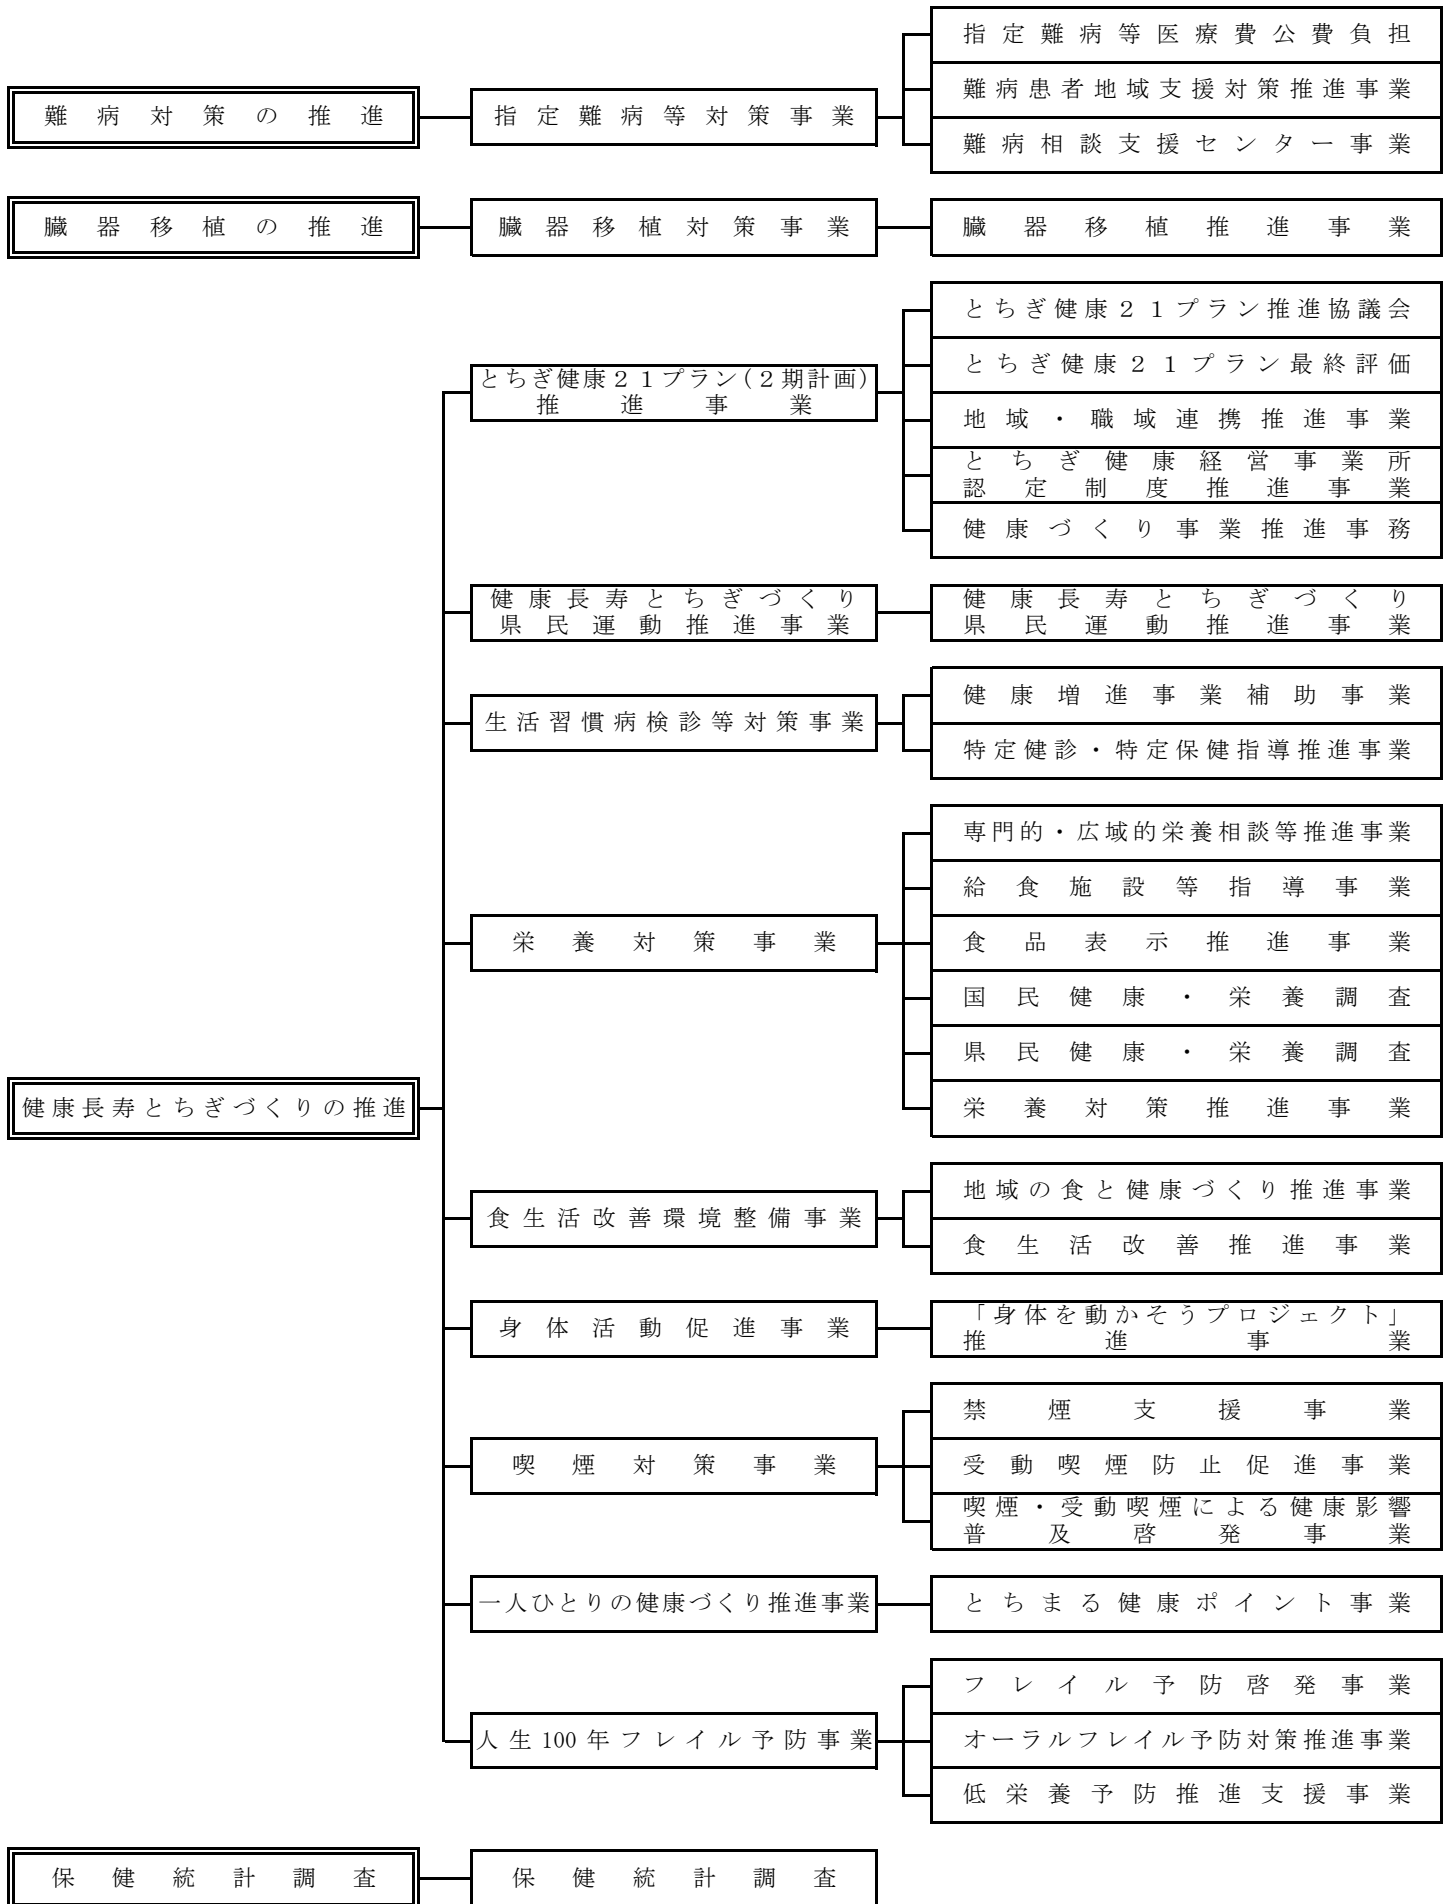 難病対策の推進
指定難病等対策事業
指定難病等医療費公費負担
難病患者地域支援対策推進事業
難病相談支援センター事業
臓器移植の推進
臓器移植対策事業
臓器移植推進事業
健康長寿とちぎづくりの推進
とちぎ健康２１プラン(２期計画)
推進事業
とちぎ健康２１プラン推進協議会
とちぎ健康２１プラン最終評価
地域・職域連携推進事業
とちぎ健康経営事業所
認定制度推進事業
健康づくり事業推進事務
健康長寿とちぎづくり
県民運動推進事業
健康長寿とちぎづくり
県民運動推進事業
生活習慣病検診等対策事業
健康増進事業補助事業
特定健診・特定保健指導推進事業
栄養対策事業
専門的・広域的栄養相談等推進事業
給食施設等指導事業
食品表示推進事業
国民健康・栄養調査
県民健康・栄養調査
栄養対策推進事業
食生活改善環境整備事業
地域の食と健康づくり推進事業
食生活改善推進事業
身体活動促進事業
「身体を動かそうプロジェクト」
推進事業
喫煙対策事業
禁煙支援事業
受動喫煙防止促進事業
喫煙・受動喫煙による健康影響
普及啓発事業
一人ひとりの健康づくり推進事業
とちまる健康ポイント事業
人生100年フレイル予防事業
フレイル予防啓発事業
オーラルフレイル予防対策推進事業
低栄養予防推進支援事業
保健統計調査
保健統計調査